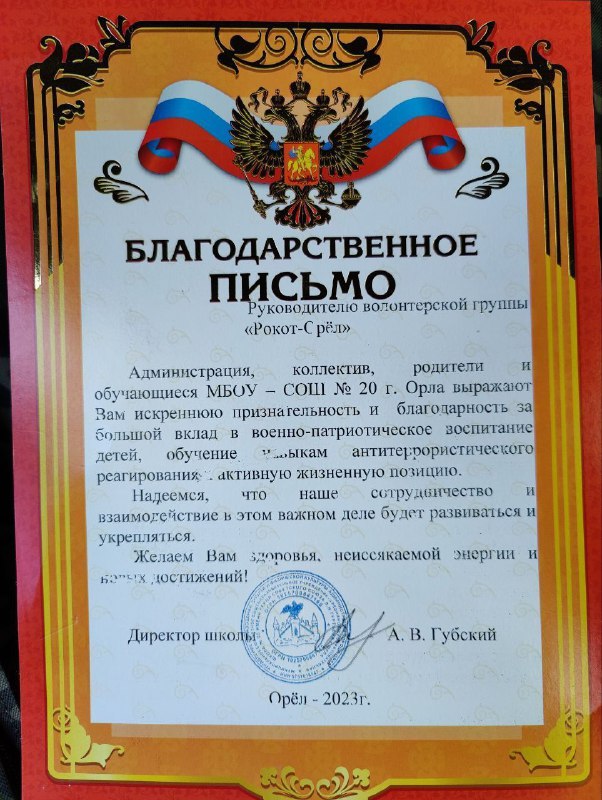 БЛАГОДАРСТВЕННОЕ
ПИСЬМО
Руководителю волонтерской группы
«Рокот-Орёл»
Администрация, коллектив, родители и
обучающиеся МБОУ – СОШ № 20 г. Орла выражают
Вам искреннюю признательность и благодарность за
большой вклад в военно-патриотическое воспитание
детей, обучение навыкам антитеррористического
реагирования, активную жизненную позицию.
Надеемся, что наше сотрудничество и
взаимодействие в этом важном деле будет развиваться и
укрепляться.
Желаем Вам здоровья, неиссякаемой энергии и
новых достижений!
Директор школы А. В. Губский
Орёл - 2023г.